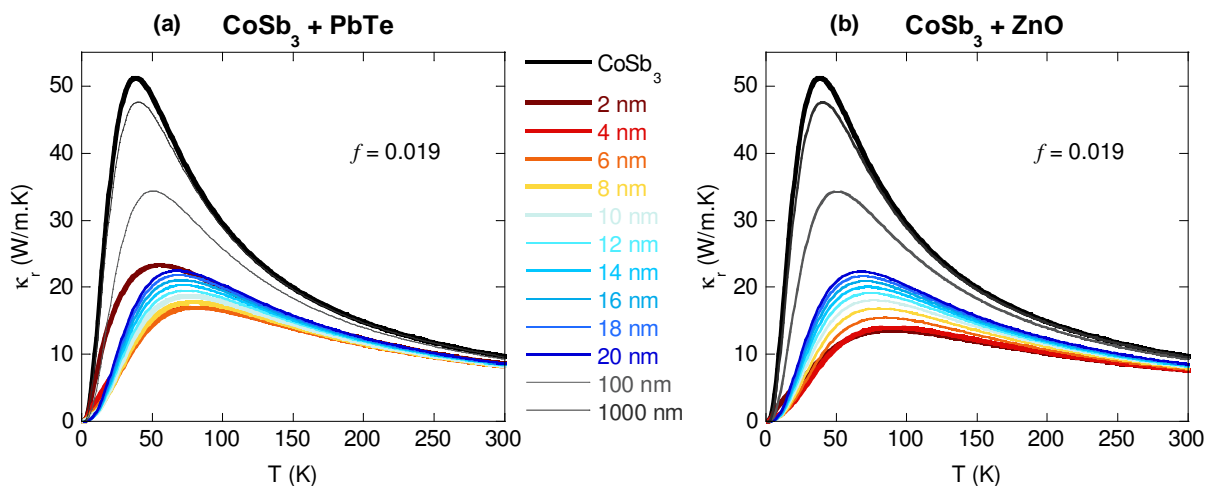 (a) CoSb3 + PbTe
κr (W/m.K)
50
40
30
20
10
0
f = 0.019
0 50 100 150 200 250 300
T (K)
CoSb3
2 nm
4 nm
6 nm
8 nm
10 nm
12 nm
14 nm
16 nm
18 nm
20 nm
100 nm
1000 nm
(b) CoSb3 + ZnO
κr (W/m.K)
50
40
30
20
10
0
f = 0.019
0 50 100 150 200 250 300
T (K)